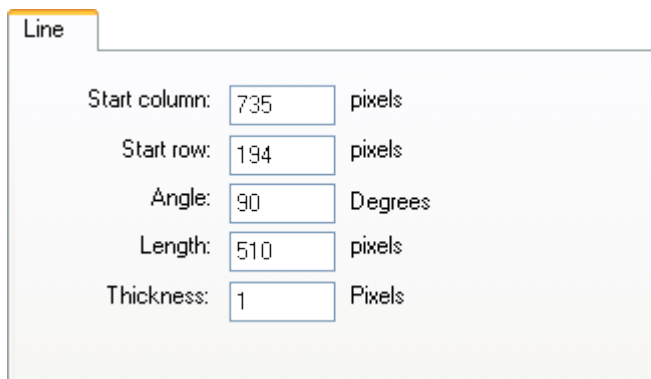 Line
Start column: 735 pixels
Start row: 194 pixels
Angle: 90 Degrees
Length: 510 pixels
Thickness: 1 Pixels